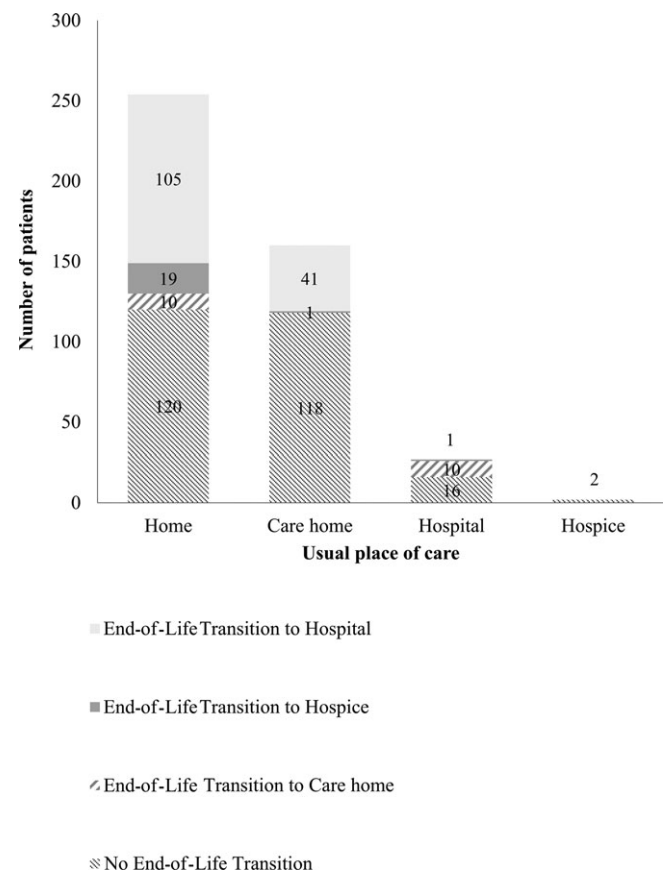 300
250
200
150
100
50
0
Number of patients
105
19
10
120
41
1
118
1
10
16
2
Home Care home Hospital Hospice
Usual place of care
End-of-Life Transition to Hospital
End-of-Life Transition to Hospice
End-of-Life Transition to Care home
No End-of-Life Transition